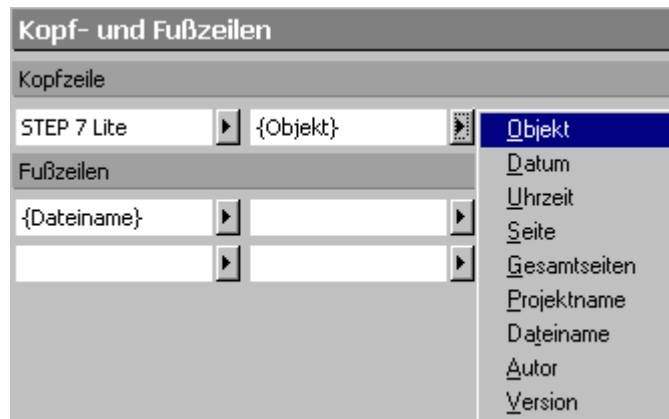 Kopf- und Fußzeilen
Kopfzeile
STEP 7 Lite {Objekt}
Fußzeilen
{Dateiname}
Objekt
Datum
Uhrzeit
Seite
Gesamtseiten
Projektname
Dateiname
Autor
Version